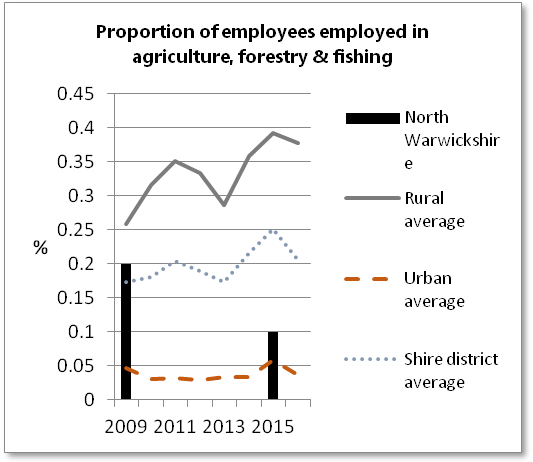 Proportion of employees employed in
agriculture, forestry & fishing
0.45
0.4
0.35
0.3
0.25
0.2
0.15
0.1
0.05
0
%
2009 2011 2013 2015
North
Warwickshir
e
Rural
average
Urban
average
Shire district
average